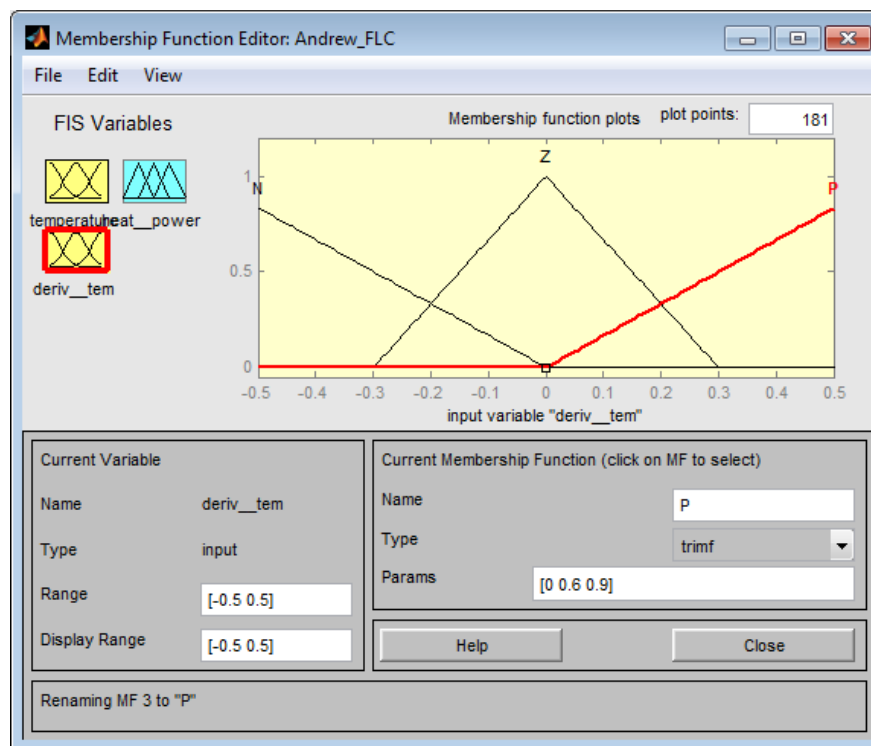 Membership Function Editor: Andrew_FLC
File Edit View
FIS Variables
Membership function plots
plot points:
181
temperature
heat__power
deriv__tem
N
Z
P
1
0.5
0
-0.5 -0.4 -0.3 -0.2 -0.1 0 0.1 0.2 0.3 0.4 0.5
input variable "deriv__tem"
Current Variable
Name deriv__tem
Type input
Range [-0.5 0.5]
Display Range [-0.5 0.5]
Current Membership Function (click on MF to select)
Name P
Type trimf
Params [0 0.6 0.9]
Help Close
Renaming MF 3 to "P"